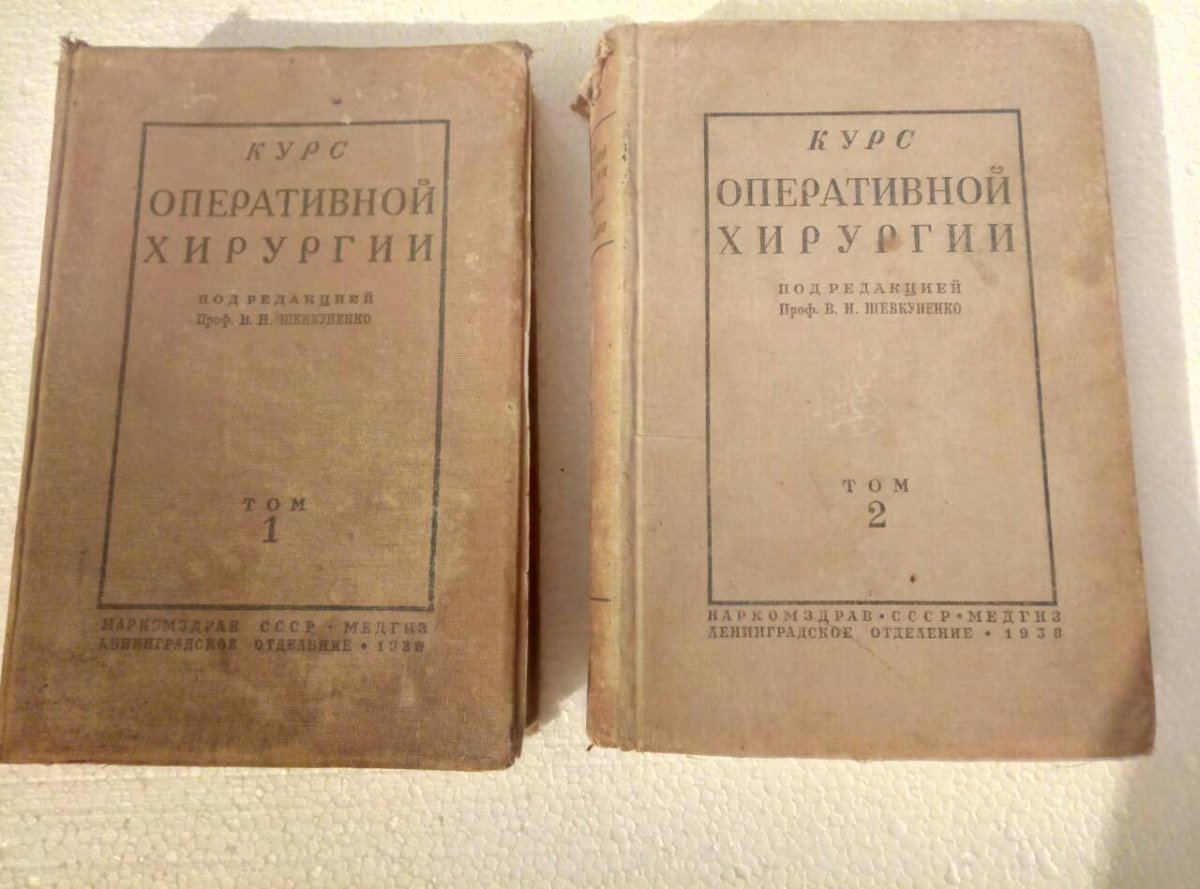 КУРС
ОПЕРАТИВНОЙ
ХИРУРГИИ
ПОД РЕДАКЦИЕЙ
Проф. В. Н. ШЕВКУНЕНКО
ТОМ
1
НАРКОМЗДРАВ СССР • МЕДГИЗ
ЛЕНИНГРАДСКОЕ ОТДЕЛЕНИЕ • 1938
КУРС
ОПЕРАТИВНОЙ
ХИРУРГИИ
ПОД РЕДАКЦИЕЙ
Проф. В. Н. ШЕВКУНЕНКО
ТОМ
2
НАРКОМЗДРАВ • СССР • МЕДГИЗ
ЛЕНИНГРАДСКОЕ ОТДЕЛЕНИЕ • 1938